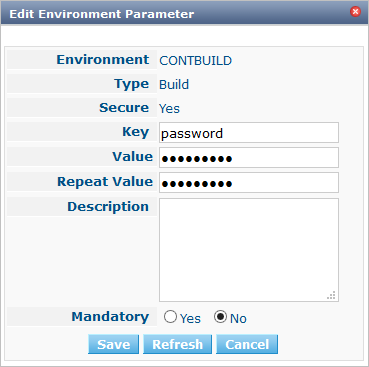 Edit Environment Parameter
Environment CONTBUILD
Type Build
Secure Yes
Key password
Value ●●●●●●●●●
Repeat Value ●●●●●●●●●
Description
Mandatory Yes No
Save Refresh Cancel